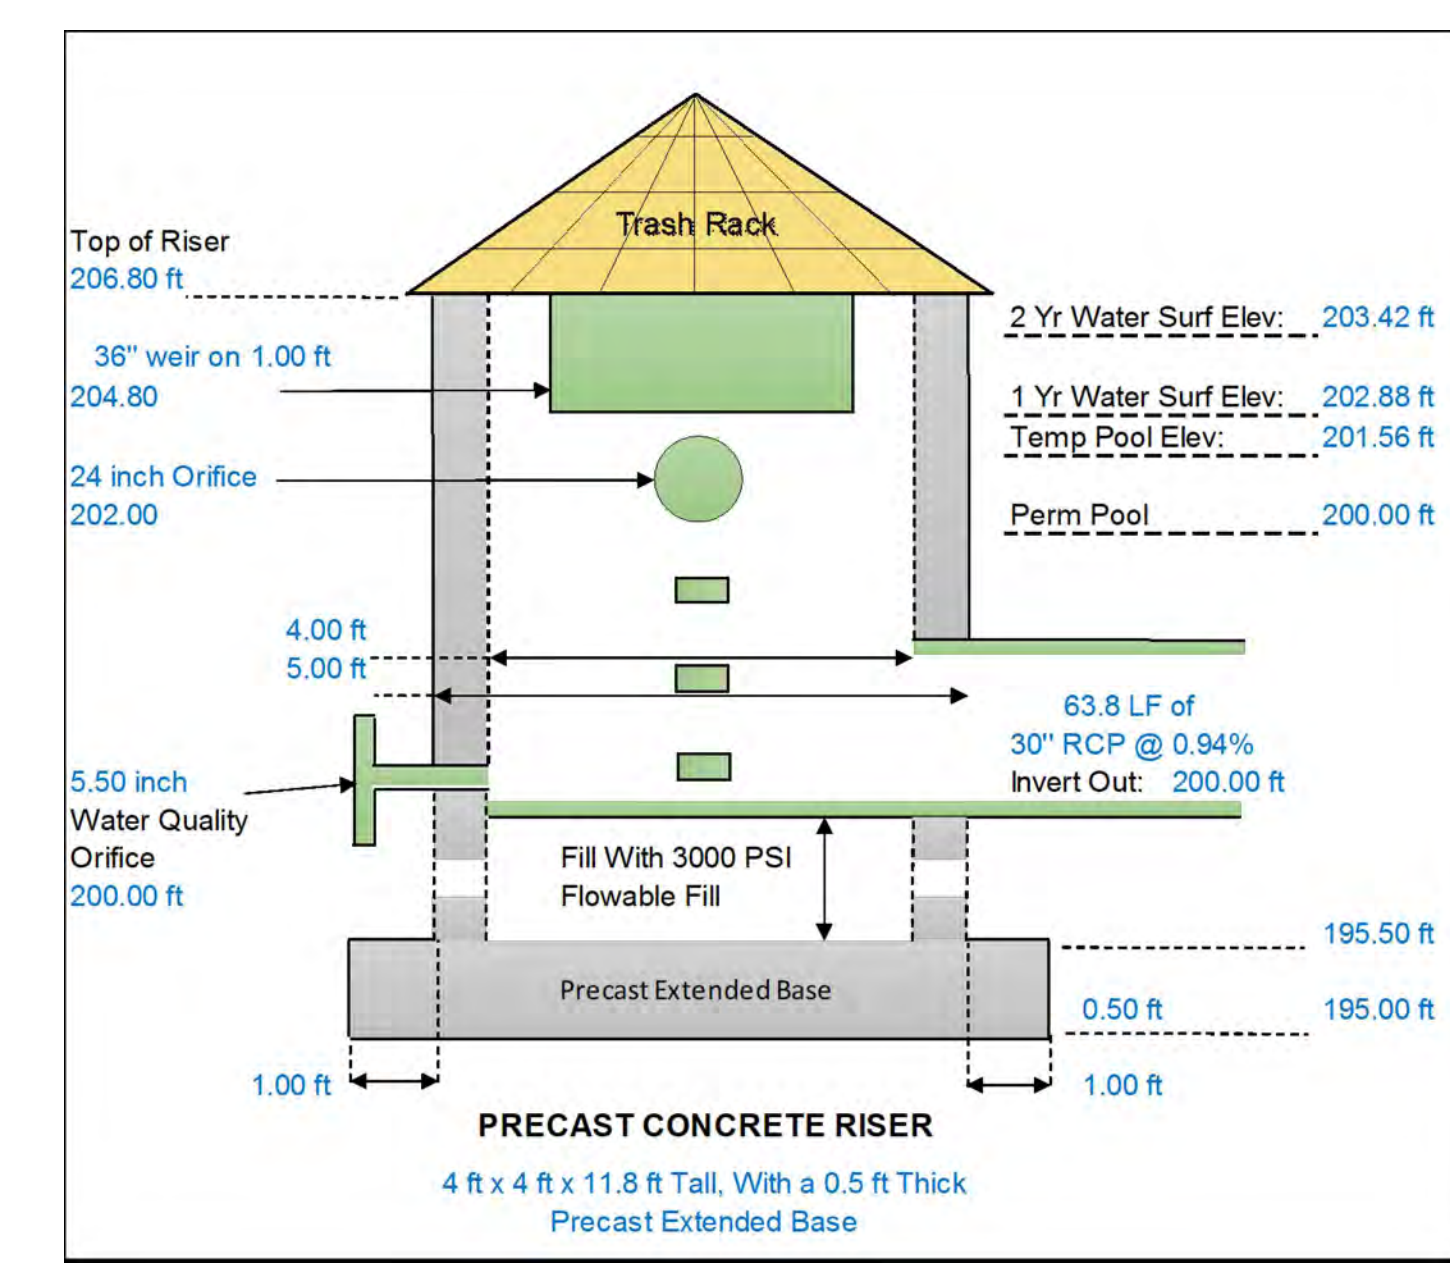 Trash Rack
Top of Riser
206.80 ft
36" weir on 1.00 ft
204.80
24 inch Orifice
202.00
2 Yr Water Surf Elev: 203.42 ft
1 Yr Water Surf Elev: 202.88 ft
Temp Pool Elev: 201.56 ft
Perm Pool 200.00 ft
4.00 ft
5.00 ft
63.8 LF of
30" RCP @ 0.94%
Invert Out: 200.00 ft
5.50 inch
Water Quality
Orifice
200.00 ft
Fill With 3000 PSI
Flowable Fill
195.50 ft
Precast Extended Base
0.50 ft 195.00 ft
1.00 ft 1.00 ft
PRECAST CONCRETE RISER
4 ft x 4 ft x 11.8 ft Tall, With a 0.5 ft Thick
Precast Extended Base